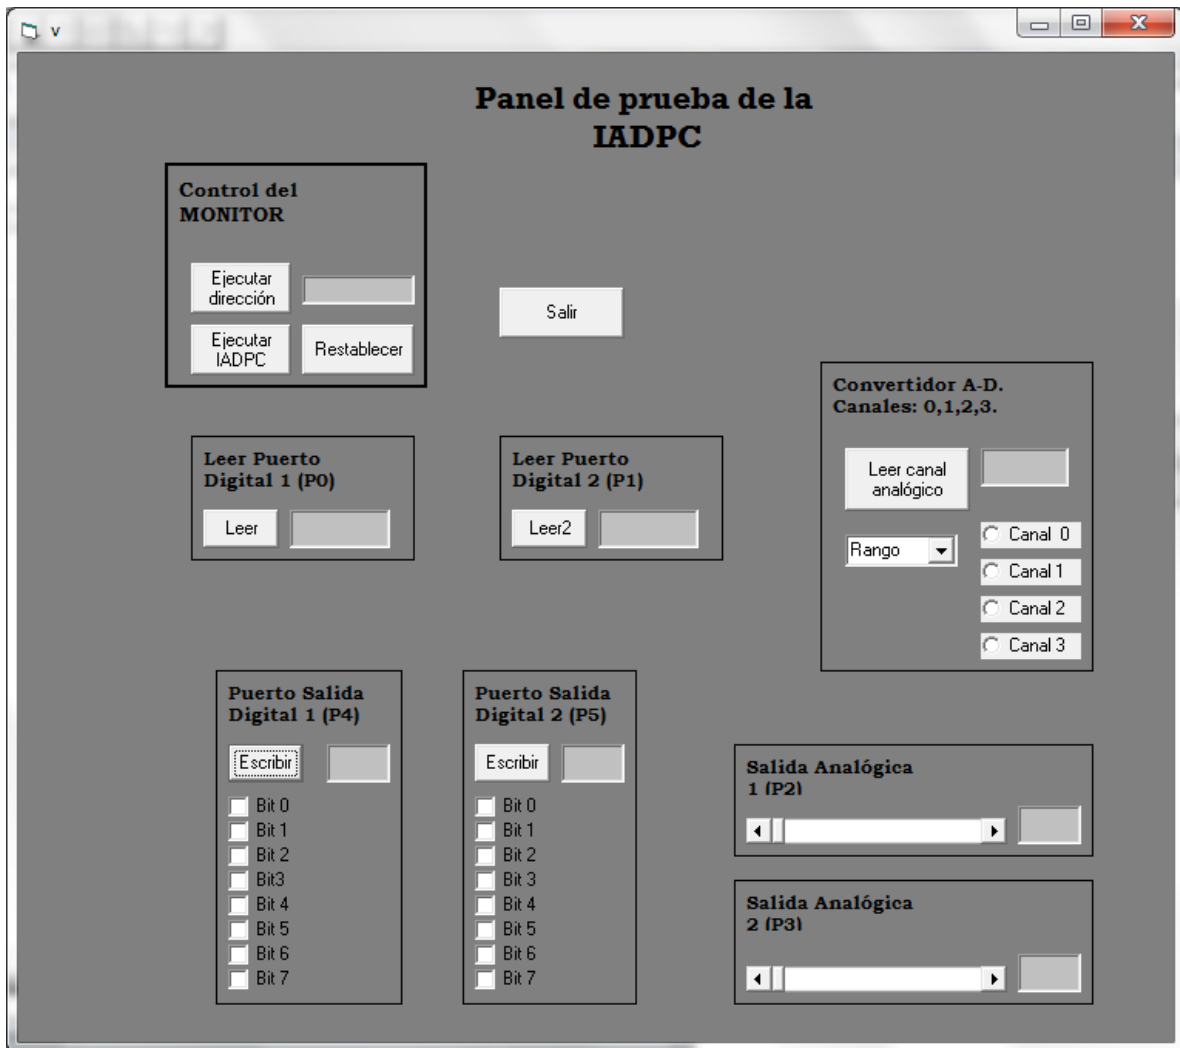 v
Panel de prueba de la
IADPC
Control del
MONITOR
Ejecutar
dirección
Ejecutar
IADPC
Restablecer
Salir
Convertidor A-D.
Canales: 0,1,2,3.
Leer canal
analógico
Rango
Canal 0
Canal 1
Canal 2
Canal 3
Leer Puerto
Digital 1 (P0)
Leer
Leer Puerto
Digital 2 (P1)
Leer2
Puerto Salida
Digital 1 (P4)
Escribir
Bit 0
Bit 1
Bit 2
Bit3
Bit 4
Bit 5
Bit 6
Bit 7
Puerto Salida
Digital 2 (P5)
Escribir
Bit 0
Bit 1
Bit 2
Bit 3
Bit 4
Bit 5
Bit 6
Bit 7
Salida Analógica
1 (P2)
Salida Analógica
2 (P3)